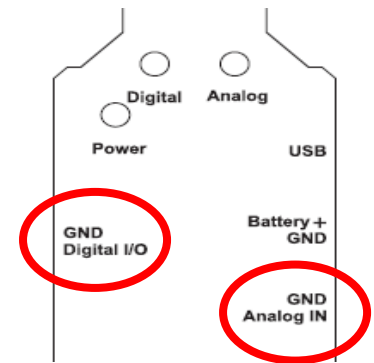 Digital
Analog
Power
USB
Battery +
GND
GND
Digital I/O
GND
Analog IN